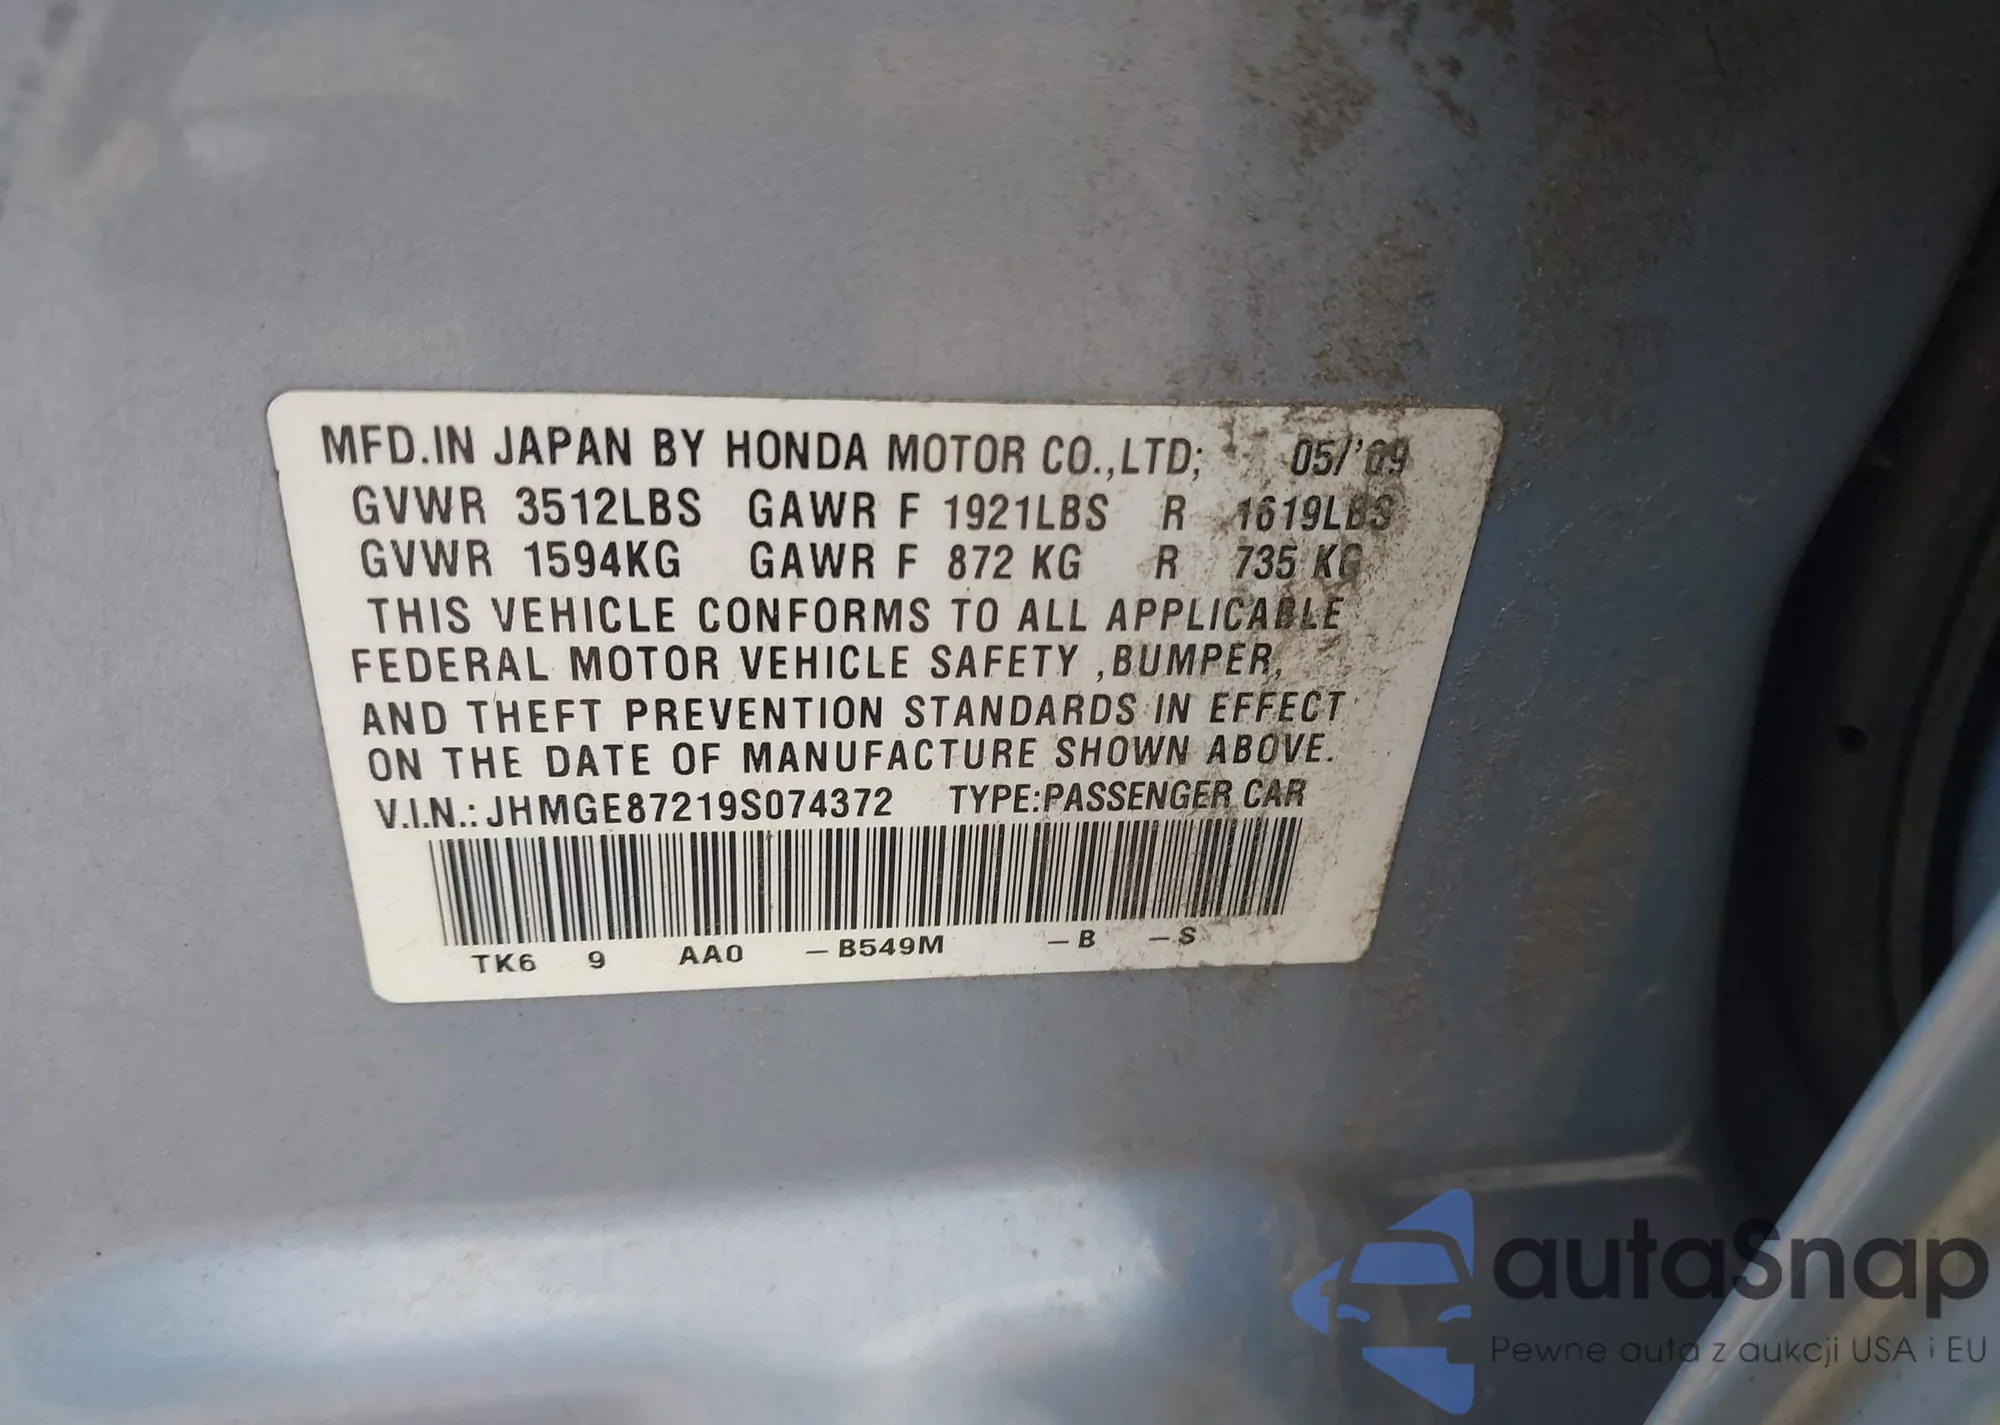 MFD.IN JAPAN BY HONDA MOTOR CO.,LTD; 05/'09
GVWR 3512LBS GAWR F 1921LBS R 1619LBS
GVWR 1594KG GAWR F 872 KG R 735 KG
THIS VEHICLE CONFORMS TO ALL APPLICABLE
FEDERAL MOTOR VEHICLE SAFETY ,BUMPER,
AND THEFT PREVENTION STANDARDS IN EFFECT
ON THE DATE OF MANUFACTURE SHOWN ABOVE.
V.I.N.: JHMGE87219S074372 TYPE:PASSENGER CAR
TK6 9 AA0 –B549M –B –S
autaSnap
Pewne auta z aukcji USA i EU